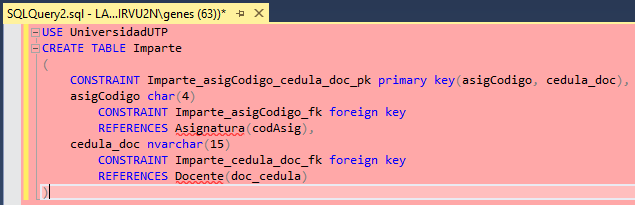 SQLQuery2.sql - LA...IRVU2N\genes (63))*
USE UniversidadUTP
CREATE TABLE Imparte
(
CONSTRAINT Imparte_asigCodigo_cedula_doc_pk primary key(asigCodigo, cedula_doc),
asigCodigo char(4)
CONSTRAINT Imparte_asigCodigo_fk foreign key
REFERENCES Asignatura(codAsig),
cedula_doc nvarchar(15)
CONSTRAINT Imparte_cedula_doc_fk foreign key
REFERENCES Docente(doc_cedula)
)